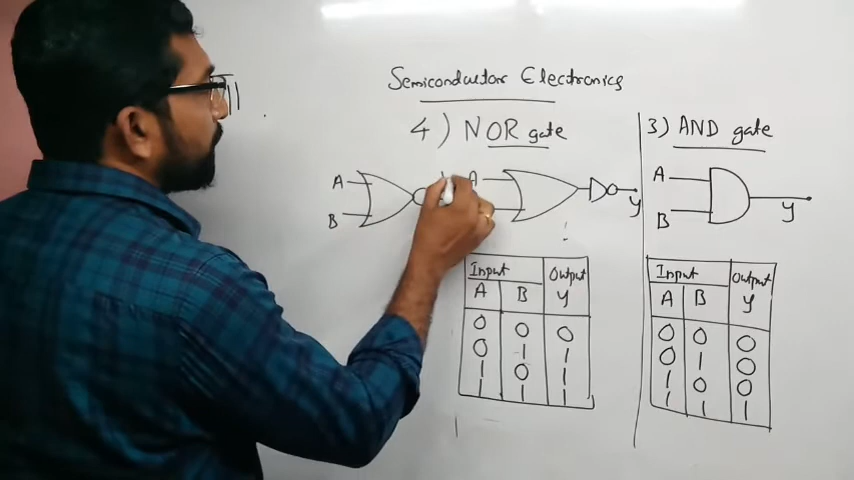 Semiconductor Electronics
4) NOR gate
A
B
A
Y
Input Output
A B Y
0 0 0
0 1 1
1 0 1
1 1 1
3) AND gate
A
B
Y
Input Output
A B Y
0 0 0
0 1 0
1 0 0
1 1 1